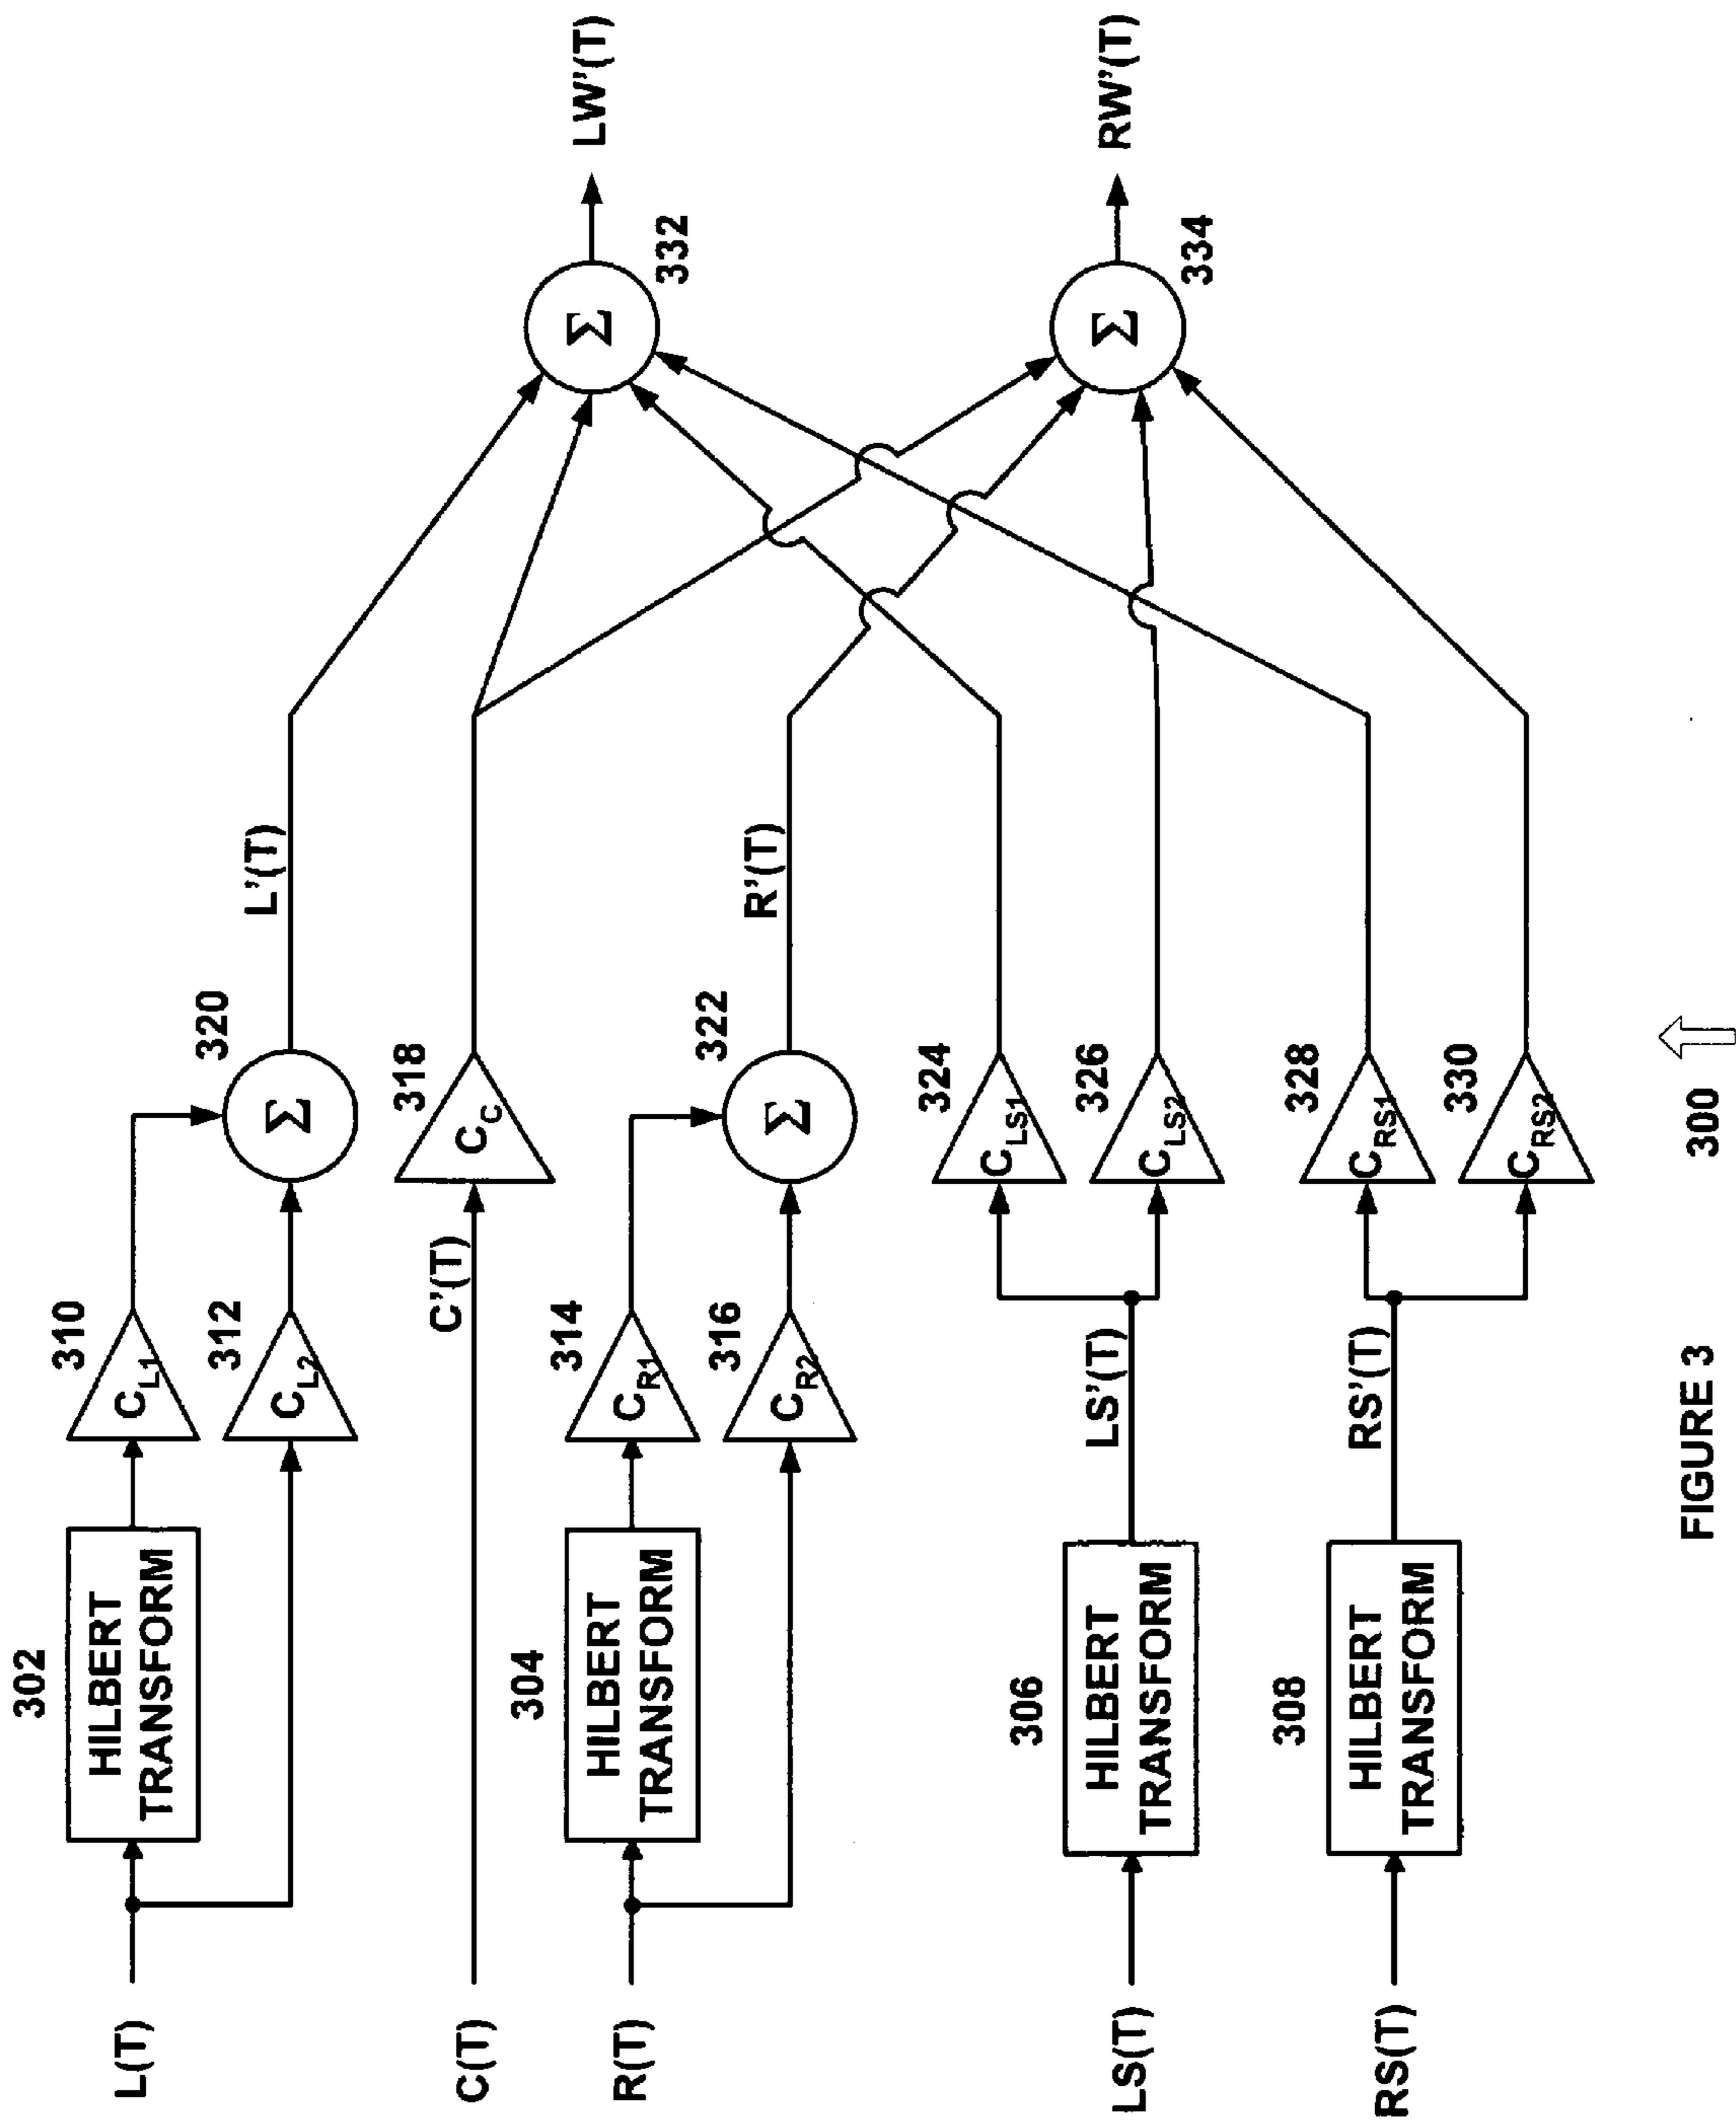 302
310
L(T)
HILBERT
TRANSFORM
C_L1
312
C_L2
320
Σ
L'(T)
C(T)
C'(T)
318
C_C
304
314
R(T)
HILBERT
TRANSFORM
C_R1
316
C_R2
322
Σ
R'(T)
306
LS(T)
HILBERT
TRANSFORM
LS'(T)
324
C_LS1
326
C_LS2
308
RS(T)
HILBERT
TRANSFORM
RS'(T)
328
C_RS1
330
C_RS2
Σ
332
LW'(T)
Σ
334
RW'(T)
FIGURE 3
300